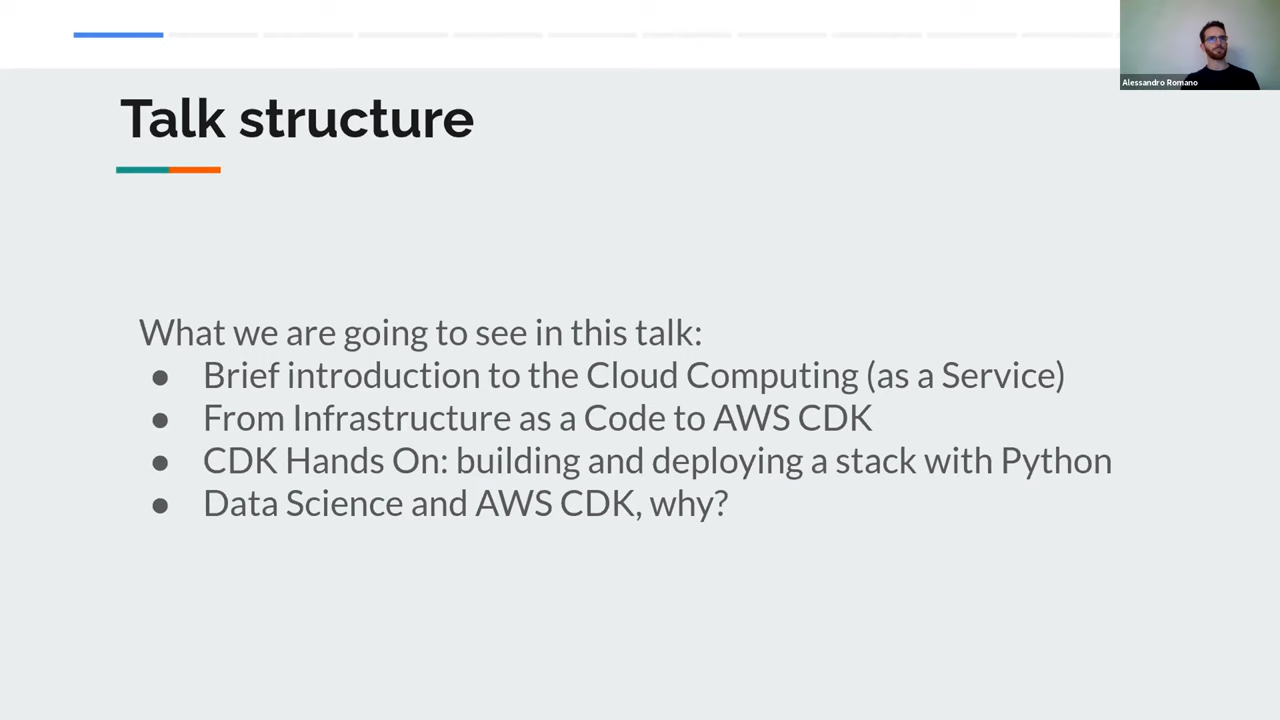 Alessandro Romano
Talk structure
What we are going to see in this talk:
● Brief introduction to the Cloud Computing (as a Service)
● From Infrastructure as a Code to AWS CDK
● CDK Hands On: building and deploying a stack with Python
● Data Science and AWS CDK, why?